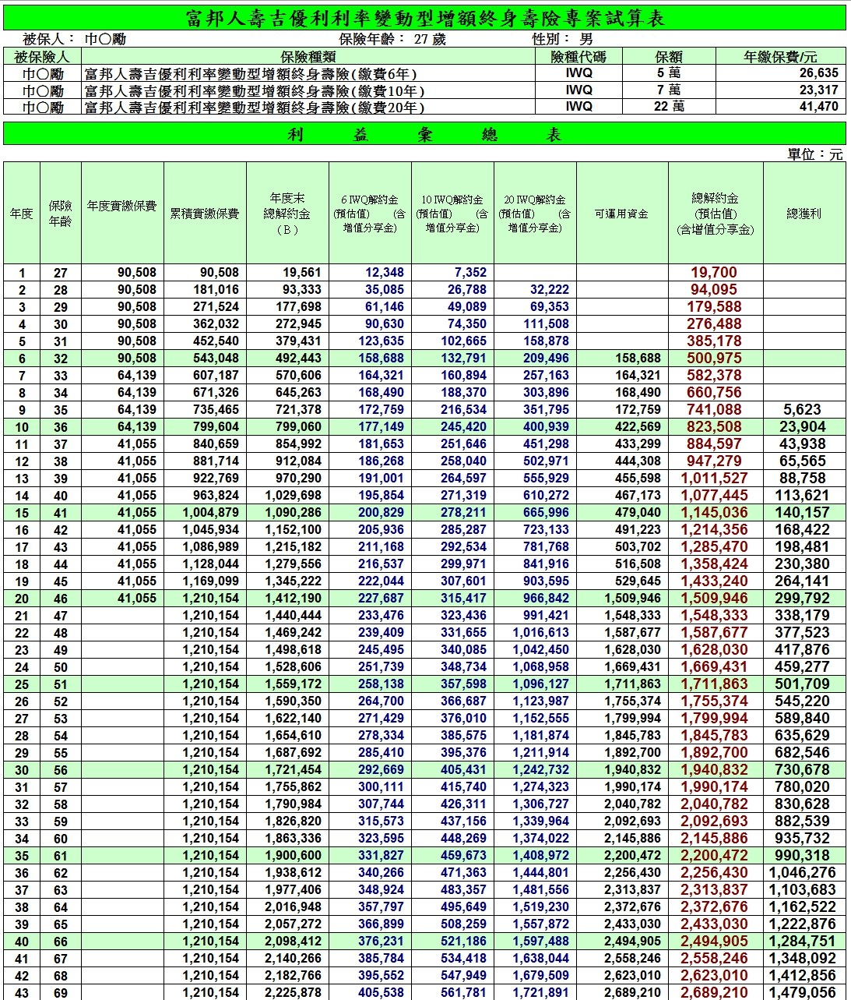 富邦人壽吉優利利率變動型增額終身壽險專案試算表
被保人： 巾○勵 保險年齡： 27 歲 性別： 男
被保險人 保險種類 險種代碼 保額 年繳保費/元
巾○勵 富邦人壽吉優利利率變動型增額終身壽險(繳費6年) IWQ 5 萬 26,635
巾○勵 富邦人壽吉優利利率變動型增額終身壽險(繳費10年) IWQ 7 萬 23,317
巾○勵 富邦人壽吉優利利率變動型增額終身壽險(繳費20年) IWQ 22 萬 41,470
利 益 彙 總 表
單位：元
年度 保險年齡 年度實繳保費 累積實繳保費 年度末總解約金（B） 6 IWQ解約金(預估值) (含增值分享金) 10 IWQ解約金(預估值) (含增值分享金) 20 IWQ解約金(預估值) (含增值分享金) 可運用資金 總解約金(預估值)(含增值分享金) 總獲利
1 27 90,508 90,508 19,561 12,348 7,352 19,700
2 28 90,508 181,016 93,333 35,085 26,788 32,222 94,095
3 29 90,508 271,524 177,698 61,146 49,089 69,353 179,588
4 30 90,508 362,032 272,945 90,630 74,350 111,508 276,488
5 31 90,508 452,540 379,431 123,635 102,665 158,878 385,178
6 32 90,508 543,048 492,443 158,688 132,791 209,496 158,688 500,975
7 33 64,139 607,187 570,606 164,321 160,894 257,163 164,321 582,378
8 34 64,139 671,326 645,263 168,490 188,370 303,896 168,490 660,756
9 35 64,139 735,465 721,378 172,759 216,534 351,795 172,759 741,088 5,623
10 36 64,139 799,604 799,060 177,149 245,420 400,939 422,569 823,508 23,904
11 37 41,055 840,659 854,992 181,653 251,646 451,298 433,299 884,597 43,938
12 38 41,055 881,714 912,084 186,268 258,040 502,971 444,308 947,279 65,565
13 39 41,055 922,769 970,290 191,001 264,597 555,929 455,598 1,011,527 88,758
14 40 41,055 963,824 1,029,698 195,854 271,319 610,272 467,173 1,077,445 113,621
15 41 41,055 1,004,879 1,090,286 200,829 278,211 665,996 479,040 1,145,036 140,157
16 42 41,055 1,045,934 1,152,100 205,936 285,287 723,133 491,223 1,214,356 168,422
17 43 41,055 1,086,989 1,215,182 211,168 292,534 781,768 503,702 1,285,470 198,481
18 44 41,055 1,128,044 1,279,556 216,537 299,971 841,916 516,508 1,358,424 230,380
19 45 41,055 1,169,099 1,345,222 222,044 307,601 903,595 529,645 1,433,240 264,141
20 46 41,055 1,210,154 1,412,190 227,687 315,417 966,842 1,509,946 1,509,946 299,792
21 47 1,210,154 1,440,444 233,476 323,436 991,421 1,548,333 1,548,333 338,179
22 48 1,210,154 1,469,242 239,409 331,655 1,016,613 1,587,677 1,587,677 377,523
23 49 1,210,154 1,498,618 245,495 340,085 1,042,450 1,628,030 1,628,030 417,876
24 50 1,210,154 1,528,606 251,739 348,734 1,068,958 1,669,431 1,669,431 459,277
25 51 1,210,154 1,559,172 258,138 357,598 1,096,127 1,711,863 1,711,863 501,709
26 52 1,210,154 1,590,350 264,700 366,687 1,123,987 1,755,374 1,755,374 545,220
27 53 1,210,154 1,622,140 271,429 376,010 1,152,555 1,799,994 1,799,994 589,840
28 54 1,210,154 1,654,610 278,334 385,575 1,181,874 1,845,783 1,845,783 635,629
29 55 1,210,154 1,687,692 285,410 395,376 1,211,914 1,892,700 1,892,700 682,546
30 56 1,210,154 1,721,454 292,669 405,431 1,242,732 1,940,832 1,940,832 730,678
31 57 1,210,154 1,755,862 300,111 415,740 1,274,323 1,990,174 1,990,174 780,020
32 58 1,210,154 1,790,984 307,744 426,311 1,306,727 2,040,782 2,040,782 830,628
33 59 1,210,154 1,826,820 315,573 437,156 1,339,964 2,092,693 2,092,693 882,539
34 60 1,210,154 1,863,336 323,595 448,269 1,374,022 2,145,886 2,145,886 935,732
35 61 1,210,154 1,900,600 331,827 459,673 1,408,972 2,200,472 2,200,472 990,318
36 62 1,210,154 1,938,612 340,266 471,363 1,444,801 2,256,430 2,256,430 1,046,276
37 63 1,210,154 1,977,406 348,924 483,357 1,481,556 2,313,837 2,313,837 1,103,683
38 64 1,210,154 2,016,948 357,797 495,649 1,519,230 2,372,676 2,372,676 1,162,522
39 65 1,210,154 2,057,272 366,899 508,259 1,557,872 2,433,030 2,433,030 1,222,876
40 66 1,210,154 2,098,412 376,231 521,186 1,597,488 2,494,905 2,494,905 1,284,751
41 67 1,210,154 2,140,266 385,784 534,418 1,638,044 2,558,246 2,558,246 1,348,092
42 68 1,210,154 2,182,766 395,552 547,949 1,679,509 2,623,010 2,623,010 1,412,856
43 69 1,210,154 2,225,878 405,538 561,781 1,721,891 2,689,210 2,689,210 1,479,056